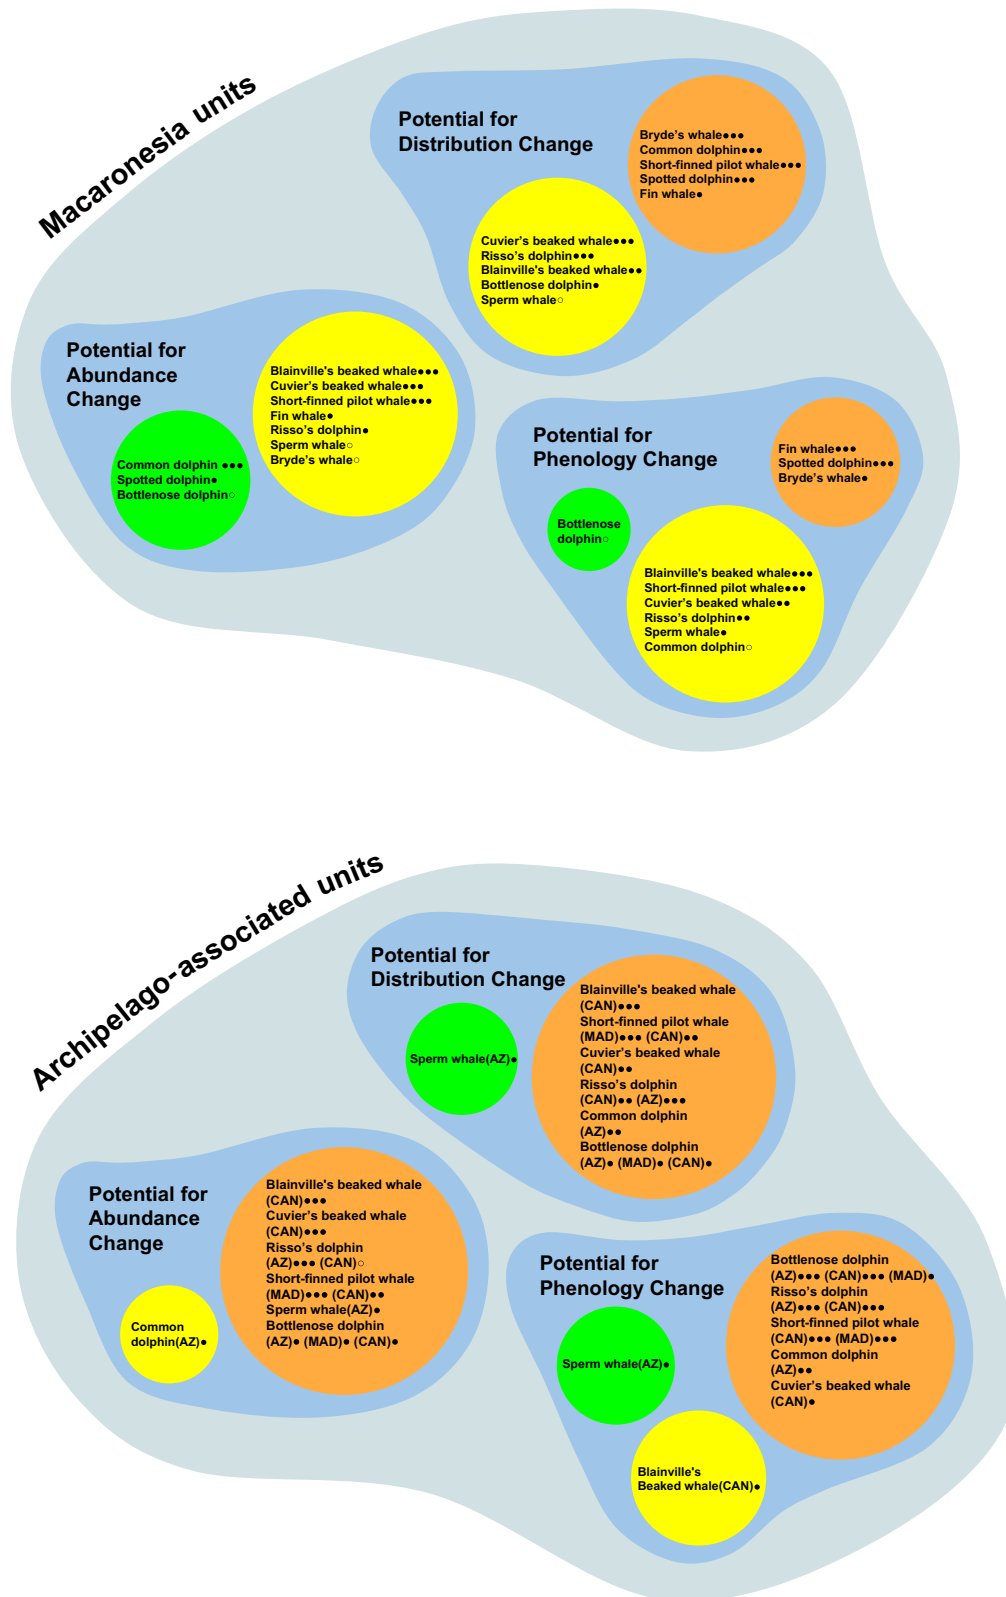 Macaronesia units
Potential for
Distribution Change
Bryde's whale●●●
Common dolphin●●●
Short-finned pilot whale●●●
Spotted dolphin●●●
Fin whale●
Cuvier's beaked whale●●●
Risso's dolphin●●●
Blainville's beaked whale●●
Bottlenose dolphin●
Sperm whale○
Potential for
Abundance
Change
Blainville's beaked whale●●●
Cuvier's beaked whale●●●
Short-finned pilot whale●●●
Fin whale●
Risso's dolphin●
Sperm whale○
Bryde's whale○
Common dolphin ●●●
Spotted dolphin●
Bottlenose dolphin○
Potential for
Phenology Change
Fin whale●●●
Spotted dolphin●●●
Bryde's whale●
Bottlenose
dolphin○
Blainville's beaked whale●●●
Short-finned pilot whale●●●
Cuvier's beaked whale●●
Risso's dolphin●●
Sperm whale●
Common dolphin○
Archipelago-associated units
Potential for
Distribution Change
Sperm whale(AZ)●
Blainville's beaked whale
(CAN)●●●
Short-finned pilot whale
(MAD)●●● (CAN)●●
Cuvier's beaked whale
(CAN)●●
Risso's dolphin
(CAN)●● (AZ)●●●
Common dolphin
(AZ)●●
Bottlenose dolphin
(AZ)● (MAD)● (CAN)●
Potential for
Abundance
Change
Blainville's beaked whale
(CAN)●●●
Cuvier's beaked whale
(CAN)●●●
Risso's dolphin
(AZ)●●● (CAN)○
Short-finned pilot whale
(MAD)●●● (CAN)●●
Sperm whale(AZ)●
Bottlenose dolphin
(AZ)● (MAD)● (CAN)●
Common
dolphin(AZ)●
Potential for
Phenology Change
Bottlenose dolphin
(AZ)●●● (CAN)●●● (MAD)●
Risso's dolphin
(AZ)●●● (CAN)●●●
Short-finned pilot whale
(CAN)●●● (MAD)●●●
Common dolphin
(AZ)●●
Cuvier's beaked whale
(CAN)●
Sperm whale(AZ)●
Blainville's
Beaked whale(CAN)●